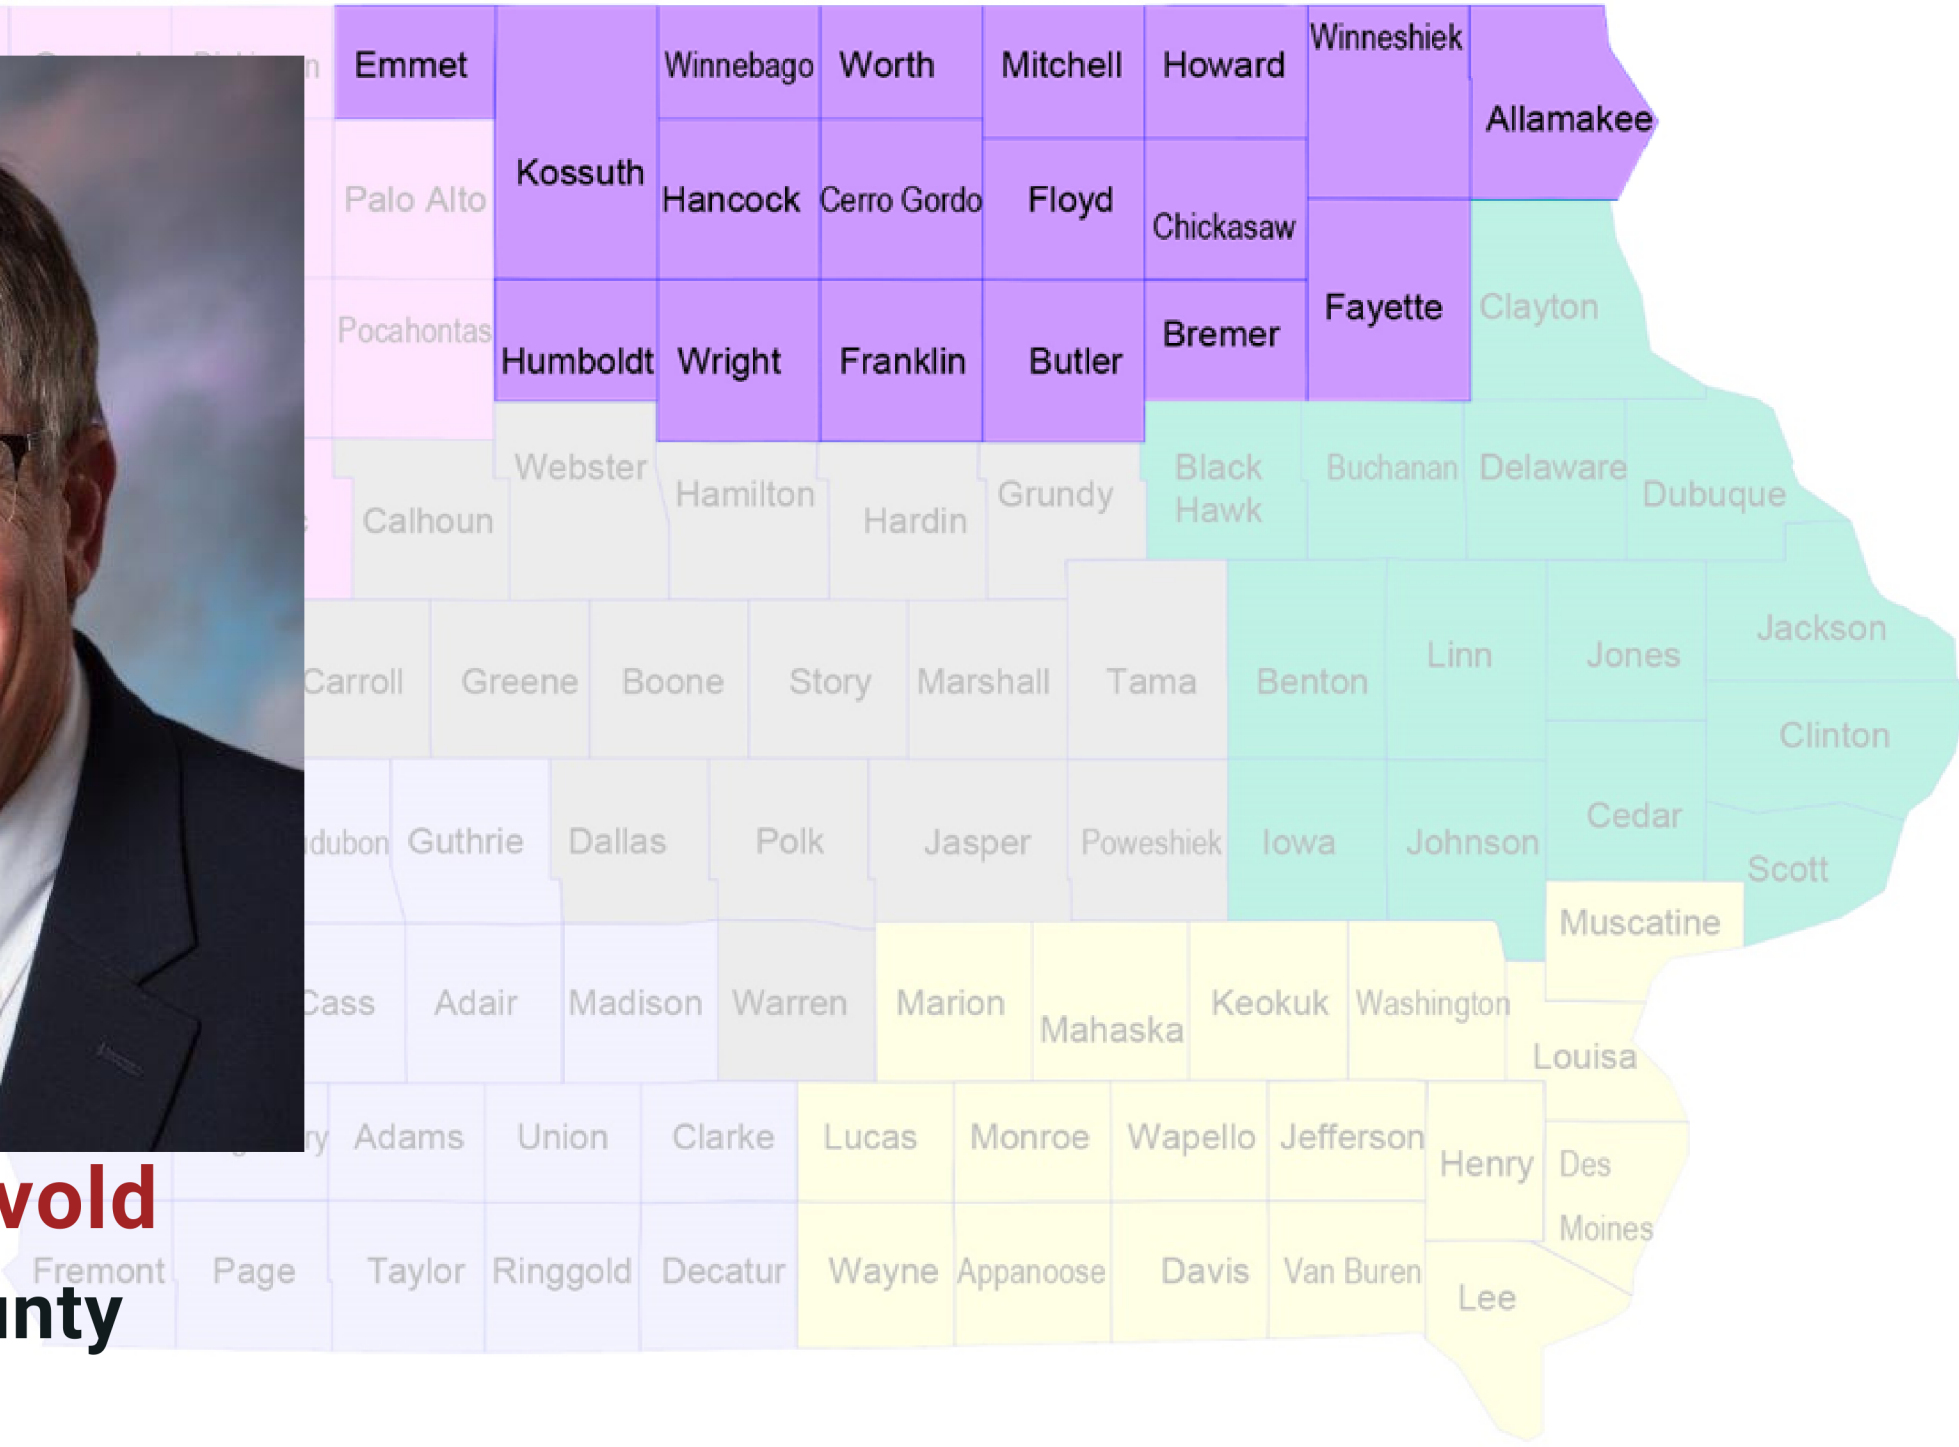 Emmet
Winnebago
Worth
Mitchell
Howard
Winneshiek
Allamakee
Palo Alto
Kossuth
Hancock
Cerro Gordo
Floyd
Chickasaw
Pocahontas
Humboldt
Wright
Franklin
Butler
Bremer
Fayette
Clayton
Calhoun
Webster
Hamilton
Hardin
Grundy
Black
Hawk
Buchanan
Delaware
Dubuque
Carroll
Greene
Boone
Story
Marshall
Tama
Benton
Linn
Jones
Jackson
Clinton
dubon
Guthrie
Dallas
Polk
Jasper
Poweshiek
Iowa
Johnson
Cedar
Scott
Muscatine
Cass
Adair
Madison
Warren
Marion
Mahaska
Keokuk
Washington
Louisa
ry
Adams
Union
Clarke
Lucas
Monroe
Wapello
Jefferson
Henry
Des
Moines
vold
Fremont
Page
Taylor
Ringgold
Decatur
Wayne
Appanoose
Davis
Van Buren
Lee
unty